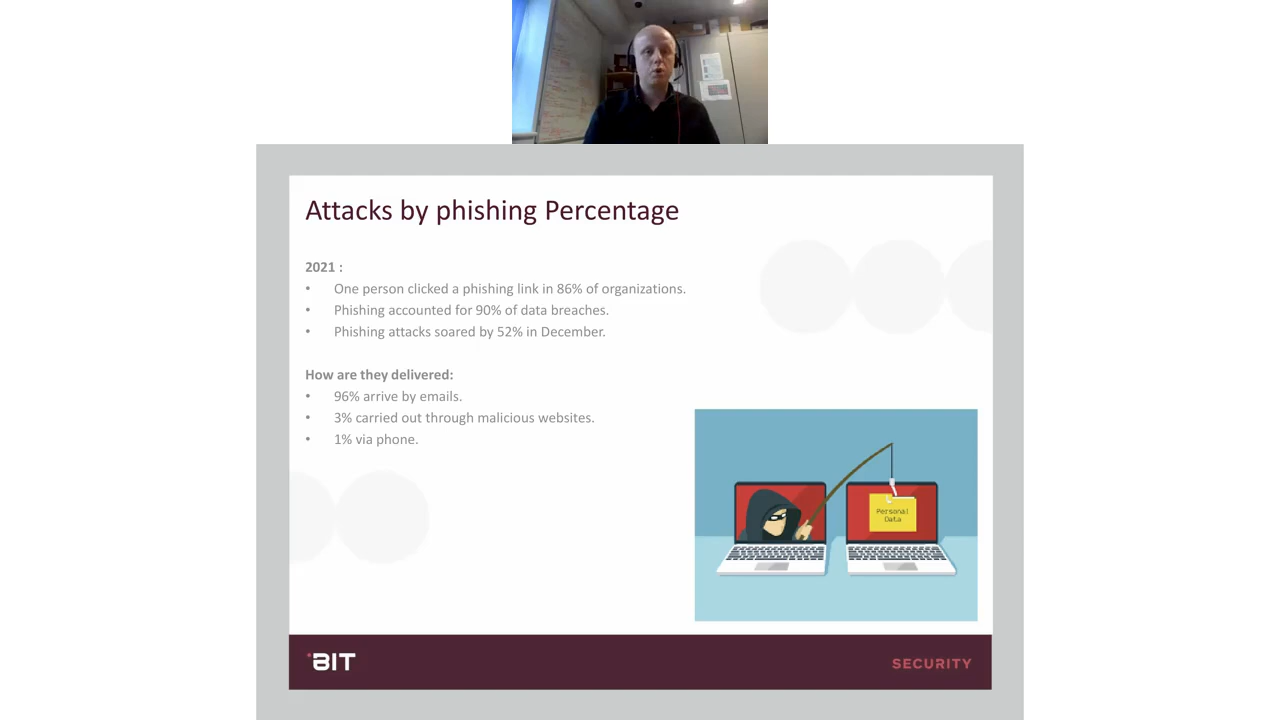 Attacks by phishing Percentage
2021 :
• One person clicked a phishing link in 86% of organizations.
• Phishing accounted for 90% of data breaches.
• Phishing attacks soared by 52% in December.
How are they delivered:
• 96% arrive by emails.
• 3% carried out through malicious websites.
• 1% via phone.
Personal
Data
BIT
SECURITY